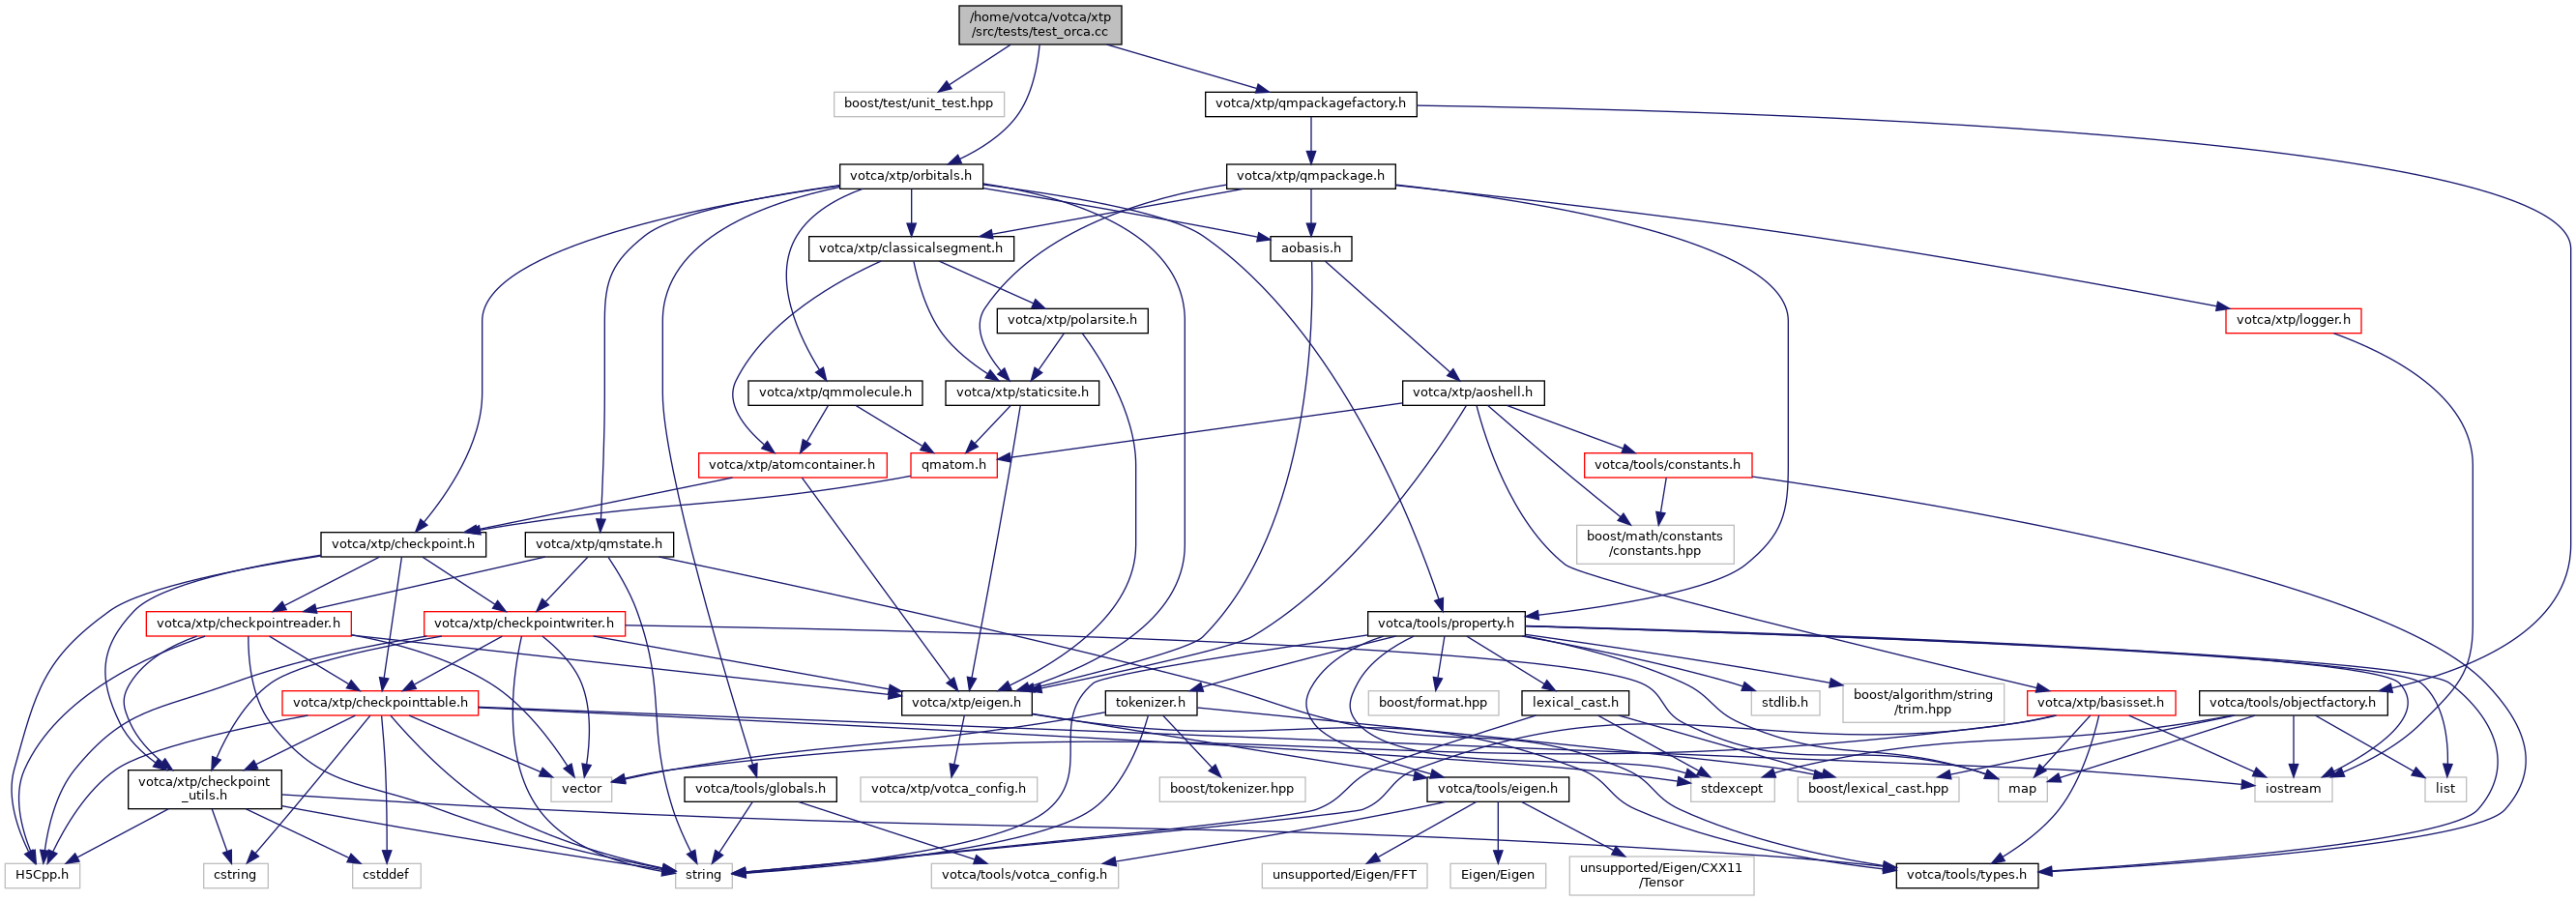 /home/votca/votca/xtp
/src/tests/test_orca.cc
boost/test/unit_test.hpp
votca/xtp/qmpackagefactory.h
votca/xtp/orbitals.h
votca/xtp/qmpackage.h
votca/xtp/classicalsegment.h
aobasis.h
votca/xtp/polarsite.h
votca/xtp/logger.h
votca/xtp/qmmolecule.h
votca/xtp/staticsite.h
votca/xtp/aoshell.h
votca/xtp/atomcontainer.h
qmatom.h
votca/tools/constants.h
votca/xtp/checkpoint.h
votca/xtp/qmstate.h
boost/math/constants
/constants.hpp
votca/xtp/checkpointreader.h
votca/xtp/checkpointwriter.h
votca/tools/property.h
votca/xtp/checkpointtable.h
votca/xtp/eigen.h
tokenizer.h
boost/format.hpp
lexical_cast.h
stdlib.h
boost/algorithm/string
/trim.hpp
votca/xtp/basisset.h
votca/tools/objectfactory.h
votca/xtp/checkpoint
_utils.h
vector
votca/tools/globals.h
votca/xtp/votca_config.h
boost/tokenizer.hpp
votca/tools/eigen.h
stdexcept
boost/lexical_cast.hpp
map
iostream
list
H5Cpp.h
cstring
cstddef
string
votca/tools/votca_config.h
unsupported/Eigen/FFT
Eigen/Eigen
unsupported/Eigen/CXX11
/Tensor
votca/tools/types.h